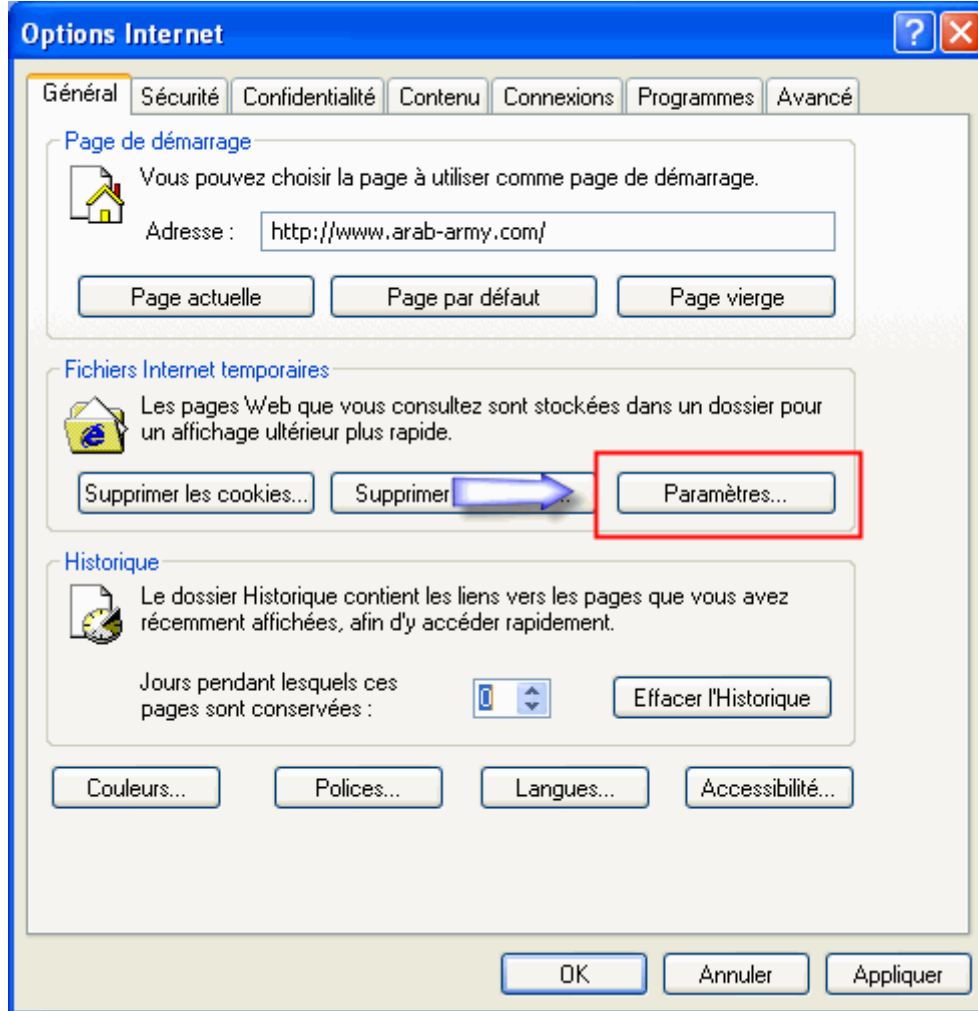 Options Internet
Général Sécurité Confidentialité Contenu Connexions Programmes Avancé
Page de démarrage
Vous pouvez choisir la page à utiliser comme page de démarrage.
Adresse : http://www.arab-army.com/
Page actuelle Page par défaut Page vierge
Fichiers Internet temporaires
Les pages Web que vous consultez sont stockées dans un dossier pour
un affichage ultérieur plus rapide.
Supprimer les cookies... Supprimer Paramètres...
Historique
Le dossier Historique contient les liens vers les pages que vous avez
récemment affichées, afin d'y accéder rapidement.
Jours pendant lesquels ces
pages sont conservées : 0 Effacer l'Historique
Couleurs... Polices... Langues... Accessibilité...
OK Annuler Appliquer